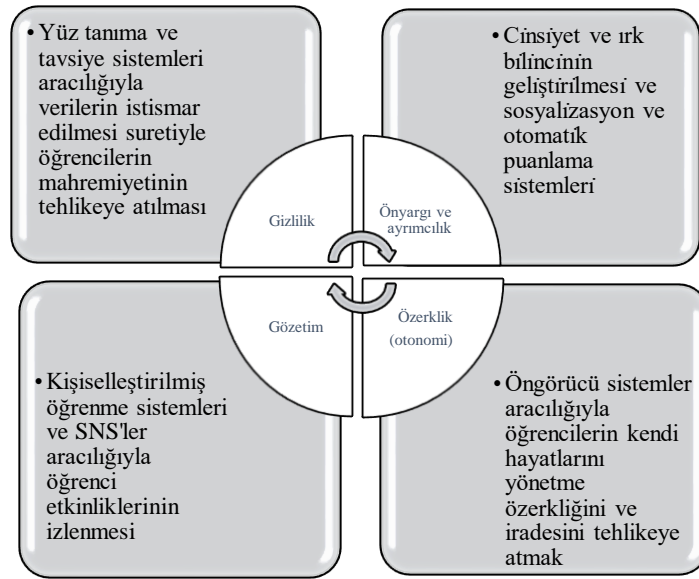 • Yüz tanıma ve
tavsiye sistemleri
aracılığıyla
verilerin istismar
edilmesi suretiyle
öğrencilerin
mahremiyetinin
tehlikeye atılması
• Cinsiyet ve ırk
bilincinin
geliştirilmesi ve
sosyalizasyon ve
otomatik
puanlama
sistemleri
Gizlilik
Önyargı ve
ayrımcılık
Gözetim
Özerklik
(otonomi)
• Kişiselleştirilmiş
öğrenme sistemleri
ve SNS'ler
aracılığıyla
öğrenci
etkinliklerinin
izlenmesi
• Öngörücü sistemler
aracılığıyla
öğrencilerin kendi
hayatlarını
yönetme
özerkliğini ve
iradesini tehlikeye
atmak